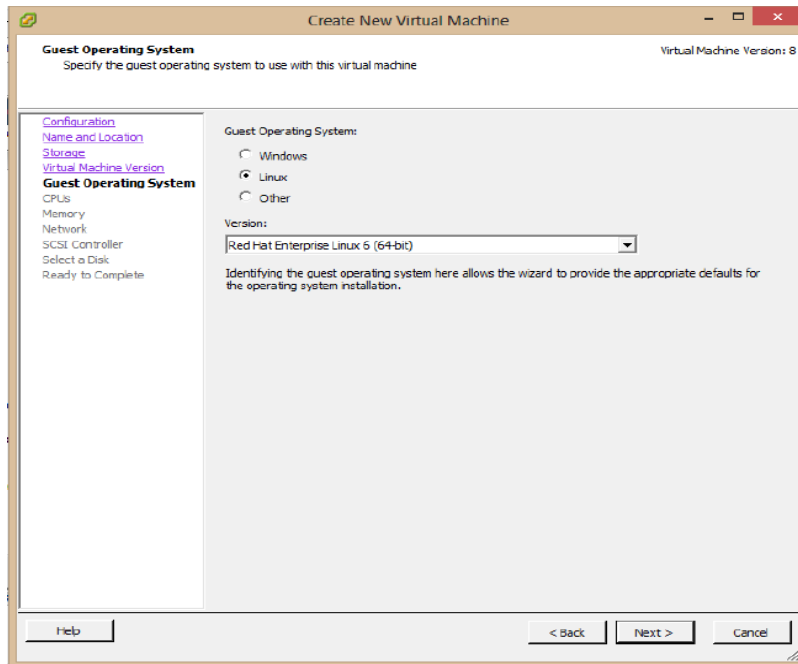 Create New Virtual Machine
Guest Operating System
Specify the guest operating system to use with this virtual machine
Virtual Machine Version: 8
Configuration
Name and Location
Storage
Virtual Machine Version
Guest Operating System
CPUs
Memory
Network
SCSI Controller
Select a Disk
Ready to Complete
Guest Operating System:
Windows
Linux
Other
Version:
Red Hat Enterprise Linux 6 (64-bit)
Identifying the guest operating system here allows the wizard to provide the appropriate defaults for
the operating system installation.
Help
< Back
Next >
Cancel